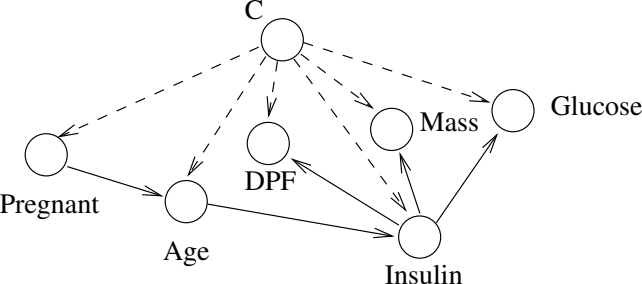 C
Glucose
Mass
DPF
Pregnant
Age
Insulin